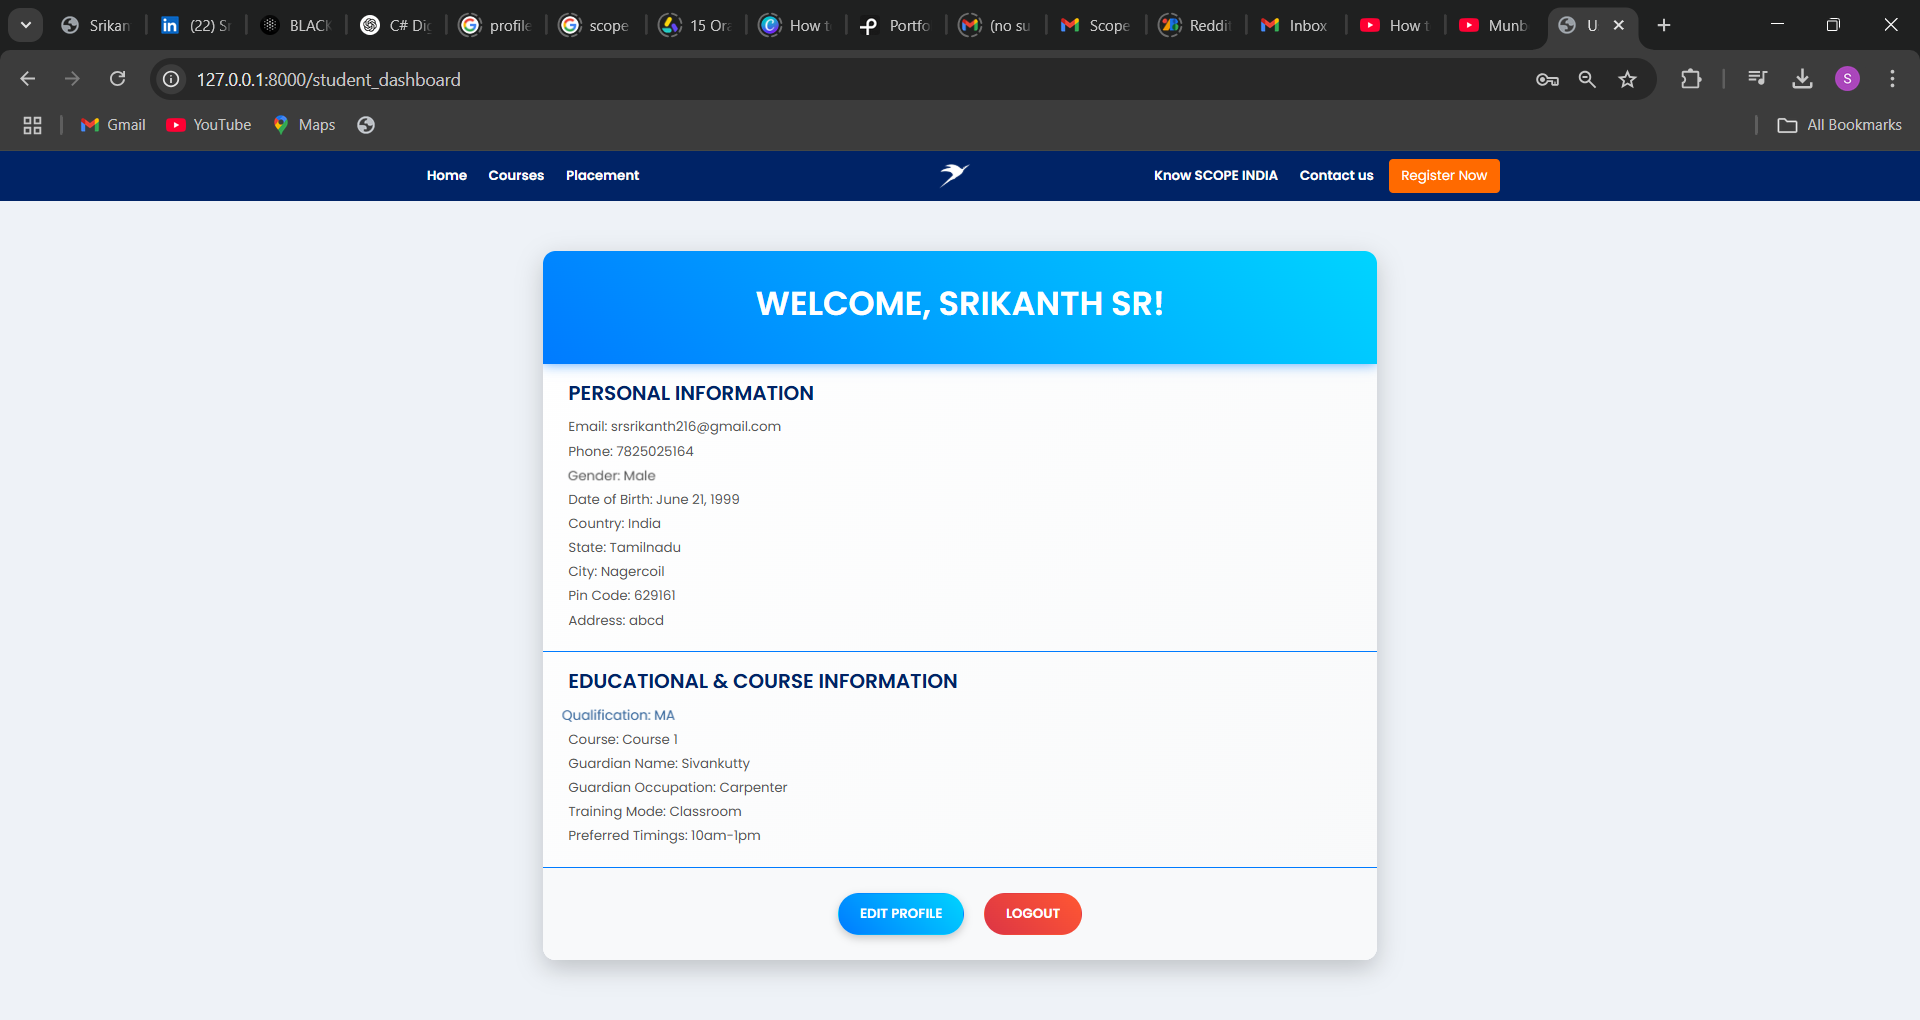 Srikan
(22) Sr
BLACK
C# Dig
profile
scope
15 Ora
How to
Portfo
(no su
Scope
Reddit
Inbox
How t
Munb
U
127.0.0.1:8000/student_dashboard
S
Gmail
YouTube
Maps
All Bookmarks
Home
Courses
Placement
Know SCOPE INDIA
Contact us
Register Now
WELCOME, SRIKANTH SR!
PERSONAL INFORMATION
Email: srsrikanth216@gmail.com
Phone: 7825025164
Gender: Male
Date of Birth: June 21, 1999
Country: India
State: Tamilnadu
City: Nagercoil
Pin Code: 629161
Address: abcd
EDUCATIONAL & COURSE INFORMATION
Qualification: MA
Course: Course 1
Guardian Name: Sivankutty
Guardian Occupation: Carpenter
Training Mode: Classroom
Preferred Timings: 10am-1pm
EDIT PROFILE
LOGOUT